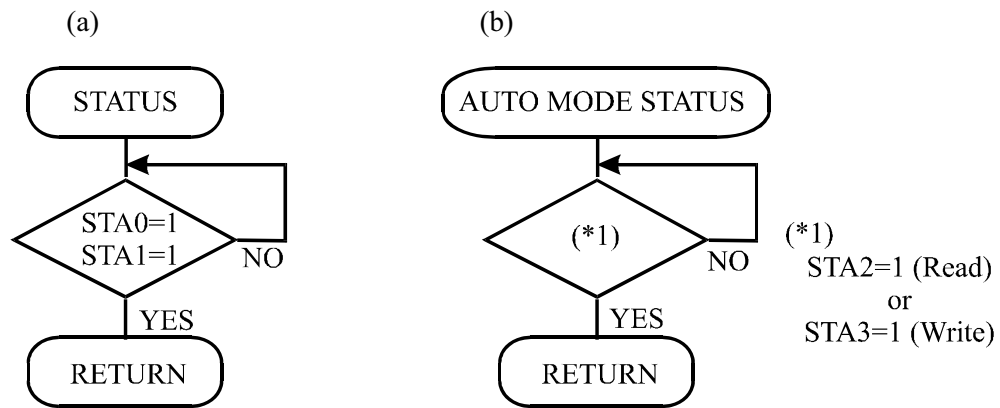 (a)
STATUS
STA0=1
STA1=1
NO
YES
RETURN
(b)
AUTO MODE STATUS
(*1)
NO
YES
RETURN
(*1)
STA2=1 (Read)
or
STA3=1 (Write)